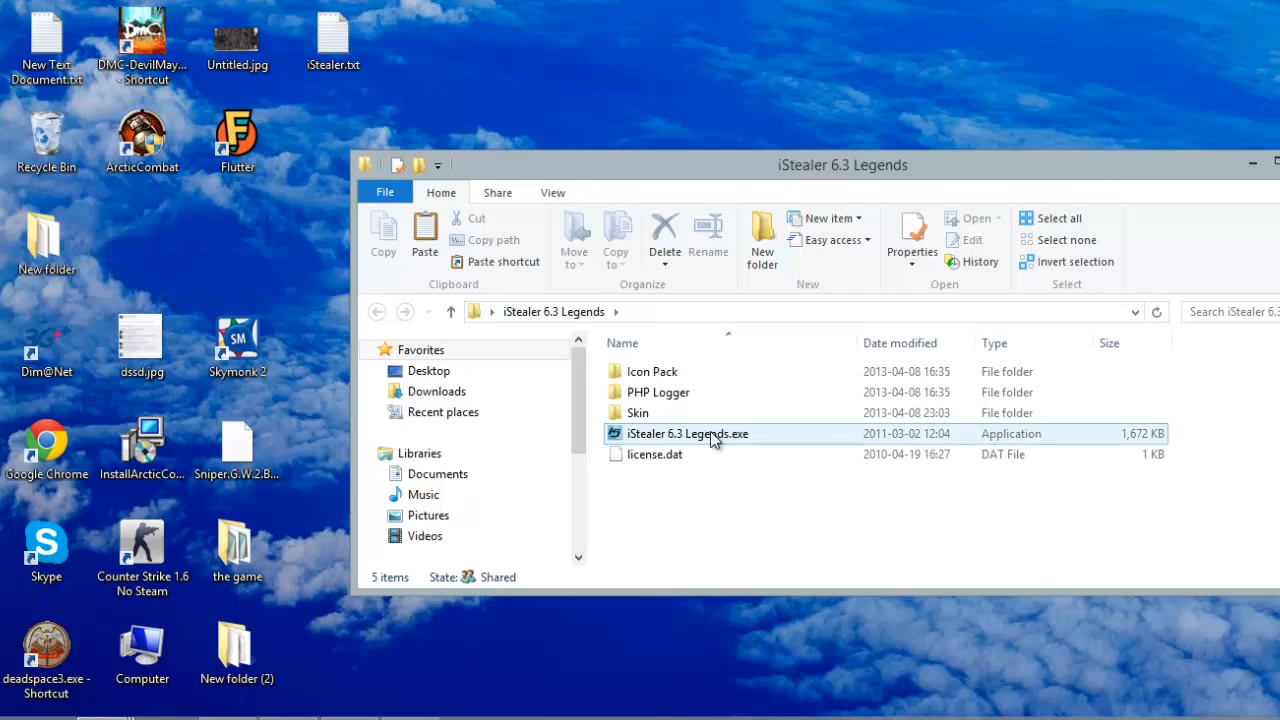 New Text
Document.txt
DMC-DevilMay...
- Shortcut
Untitled.jpg
iStealer.txt
Recycle Bin
ArcticCombat
Flutter
New folder
Dim@Net
dssd.jpg
Skymonk 2
Google Chrome
InstallArcticCo...
Sniper.G.W.2.B...
Skype
Counter Strike 1.6
No Steam
the game
deadspace3.exe -
Shortcut
Computer
New folder (2)
iStealer 6.3 Legends
File
Home
Share
View
Copy
Paste
Cut
Copy path
Paste shortcut
Clipboard
Move
to
Copy
to
Delete
Rename
Organize
New
folder
New item
Easy access
New
Properties
Open
Edit
History
Open
Select all
Select none
Invert selection
Select
iStealer 6.3 Legends
Search iStealer 6.3
Favorites
Desktop
Downloads
Recent places
Libraries
Documents
Music
Pictures
Videos
Name Date modified Type Size
Icon Pack 2013-04-08 16:35 File folder
PHP Logger 2013-04-08 16:35 File folder
Skin 2013-04-08 23:03 File folder
iStealer 6.3 Legends.exe 2011-03-02 12:04 Application 1,672 KB
license.dat 2010-04-19 16:27 DAT File 1 KB
5 items State: Shared